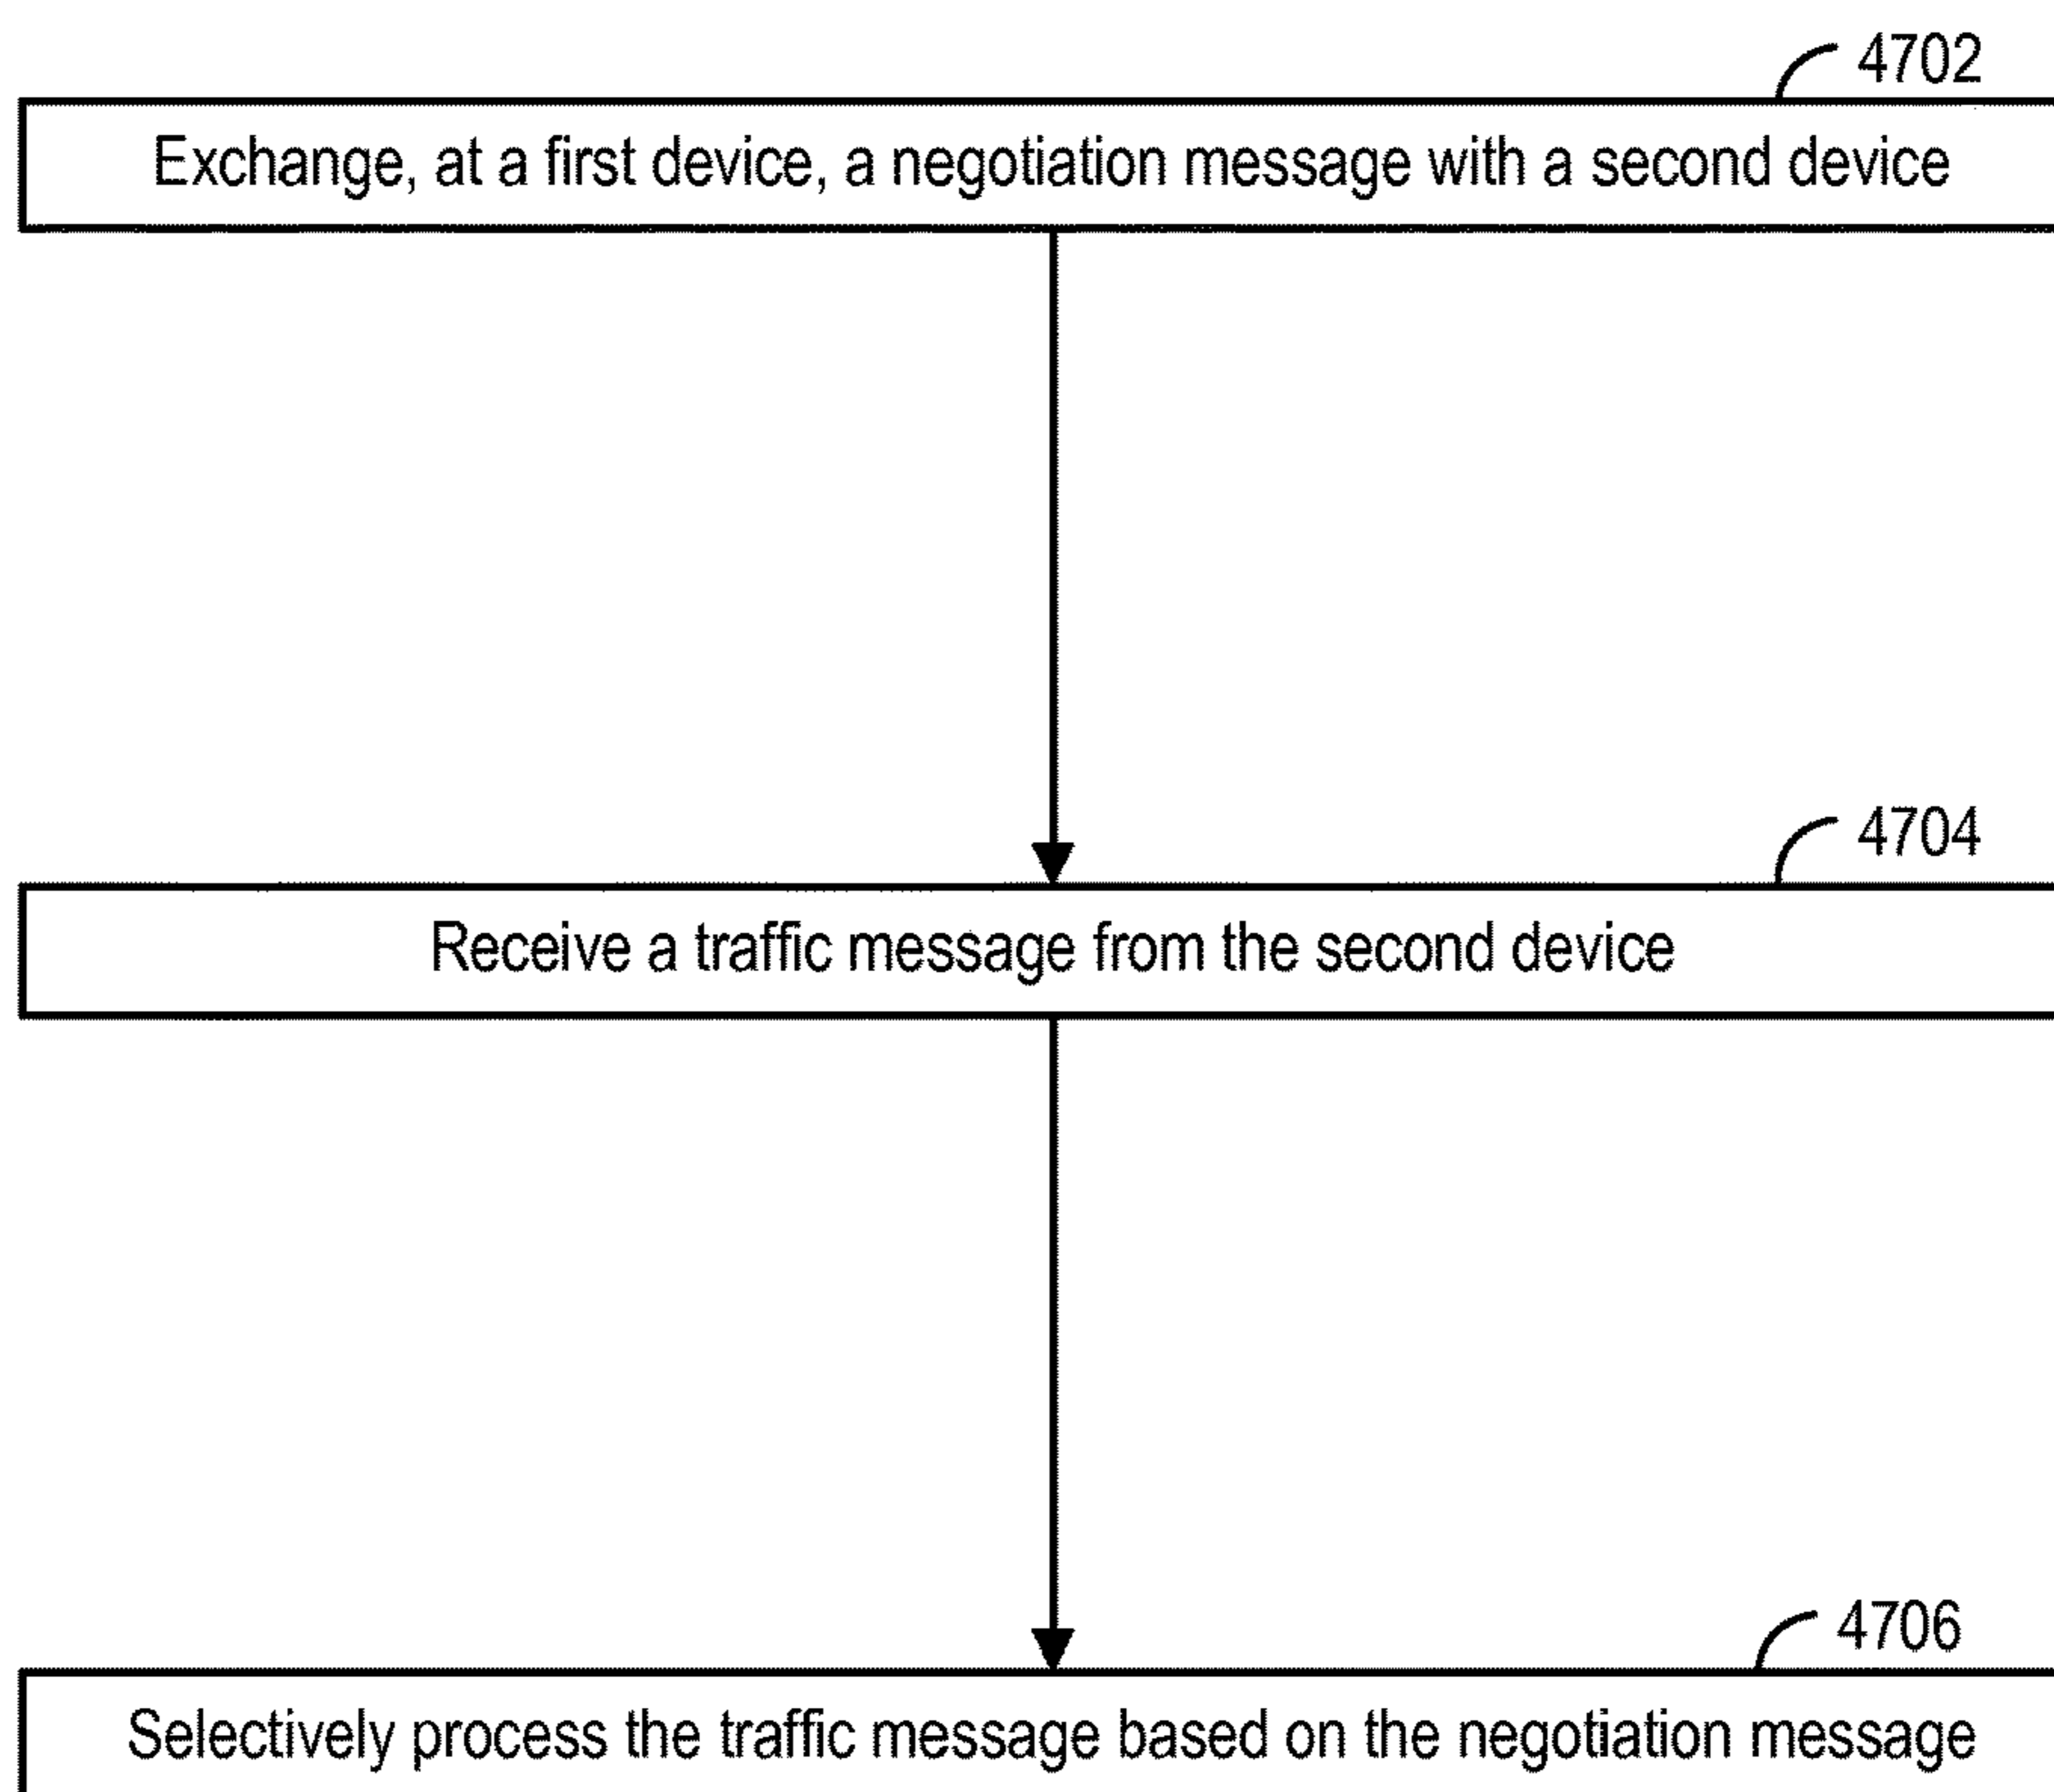 4702
Exchange, at a first device, a negotiation message with a second device
4704
Receive a traffic message from the second device
4706
Selectively process the traffic message based on the negotiation message